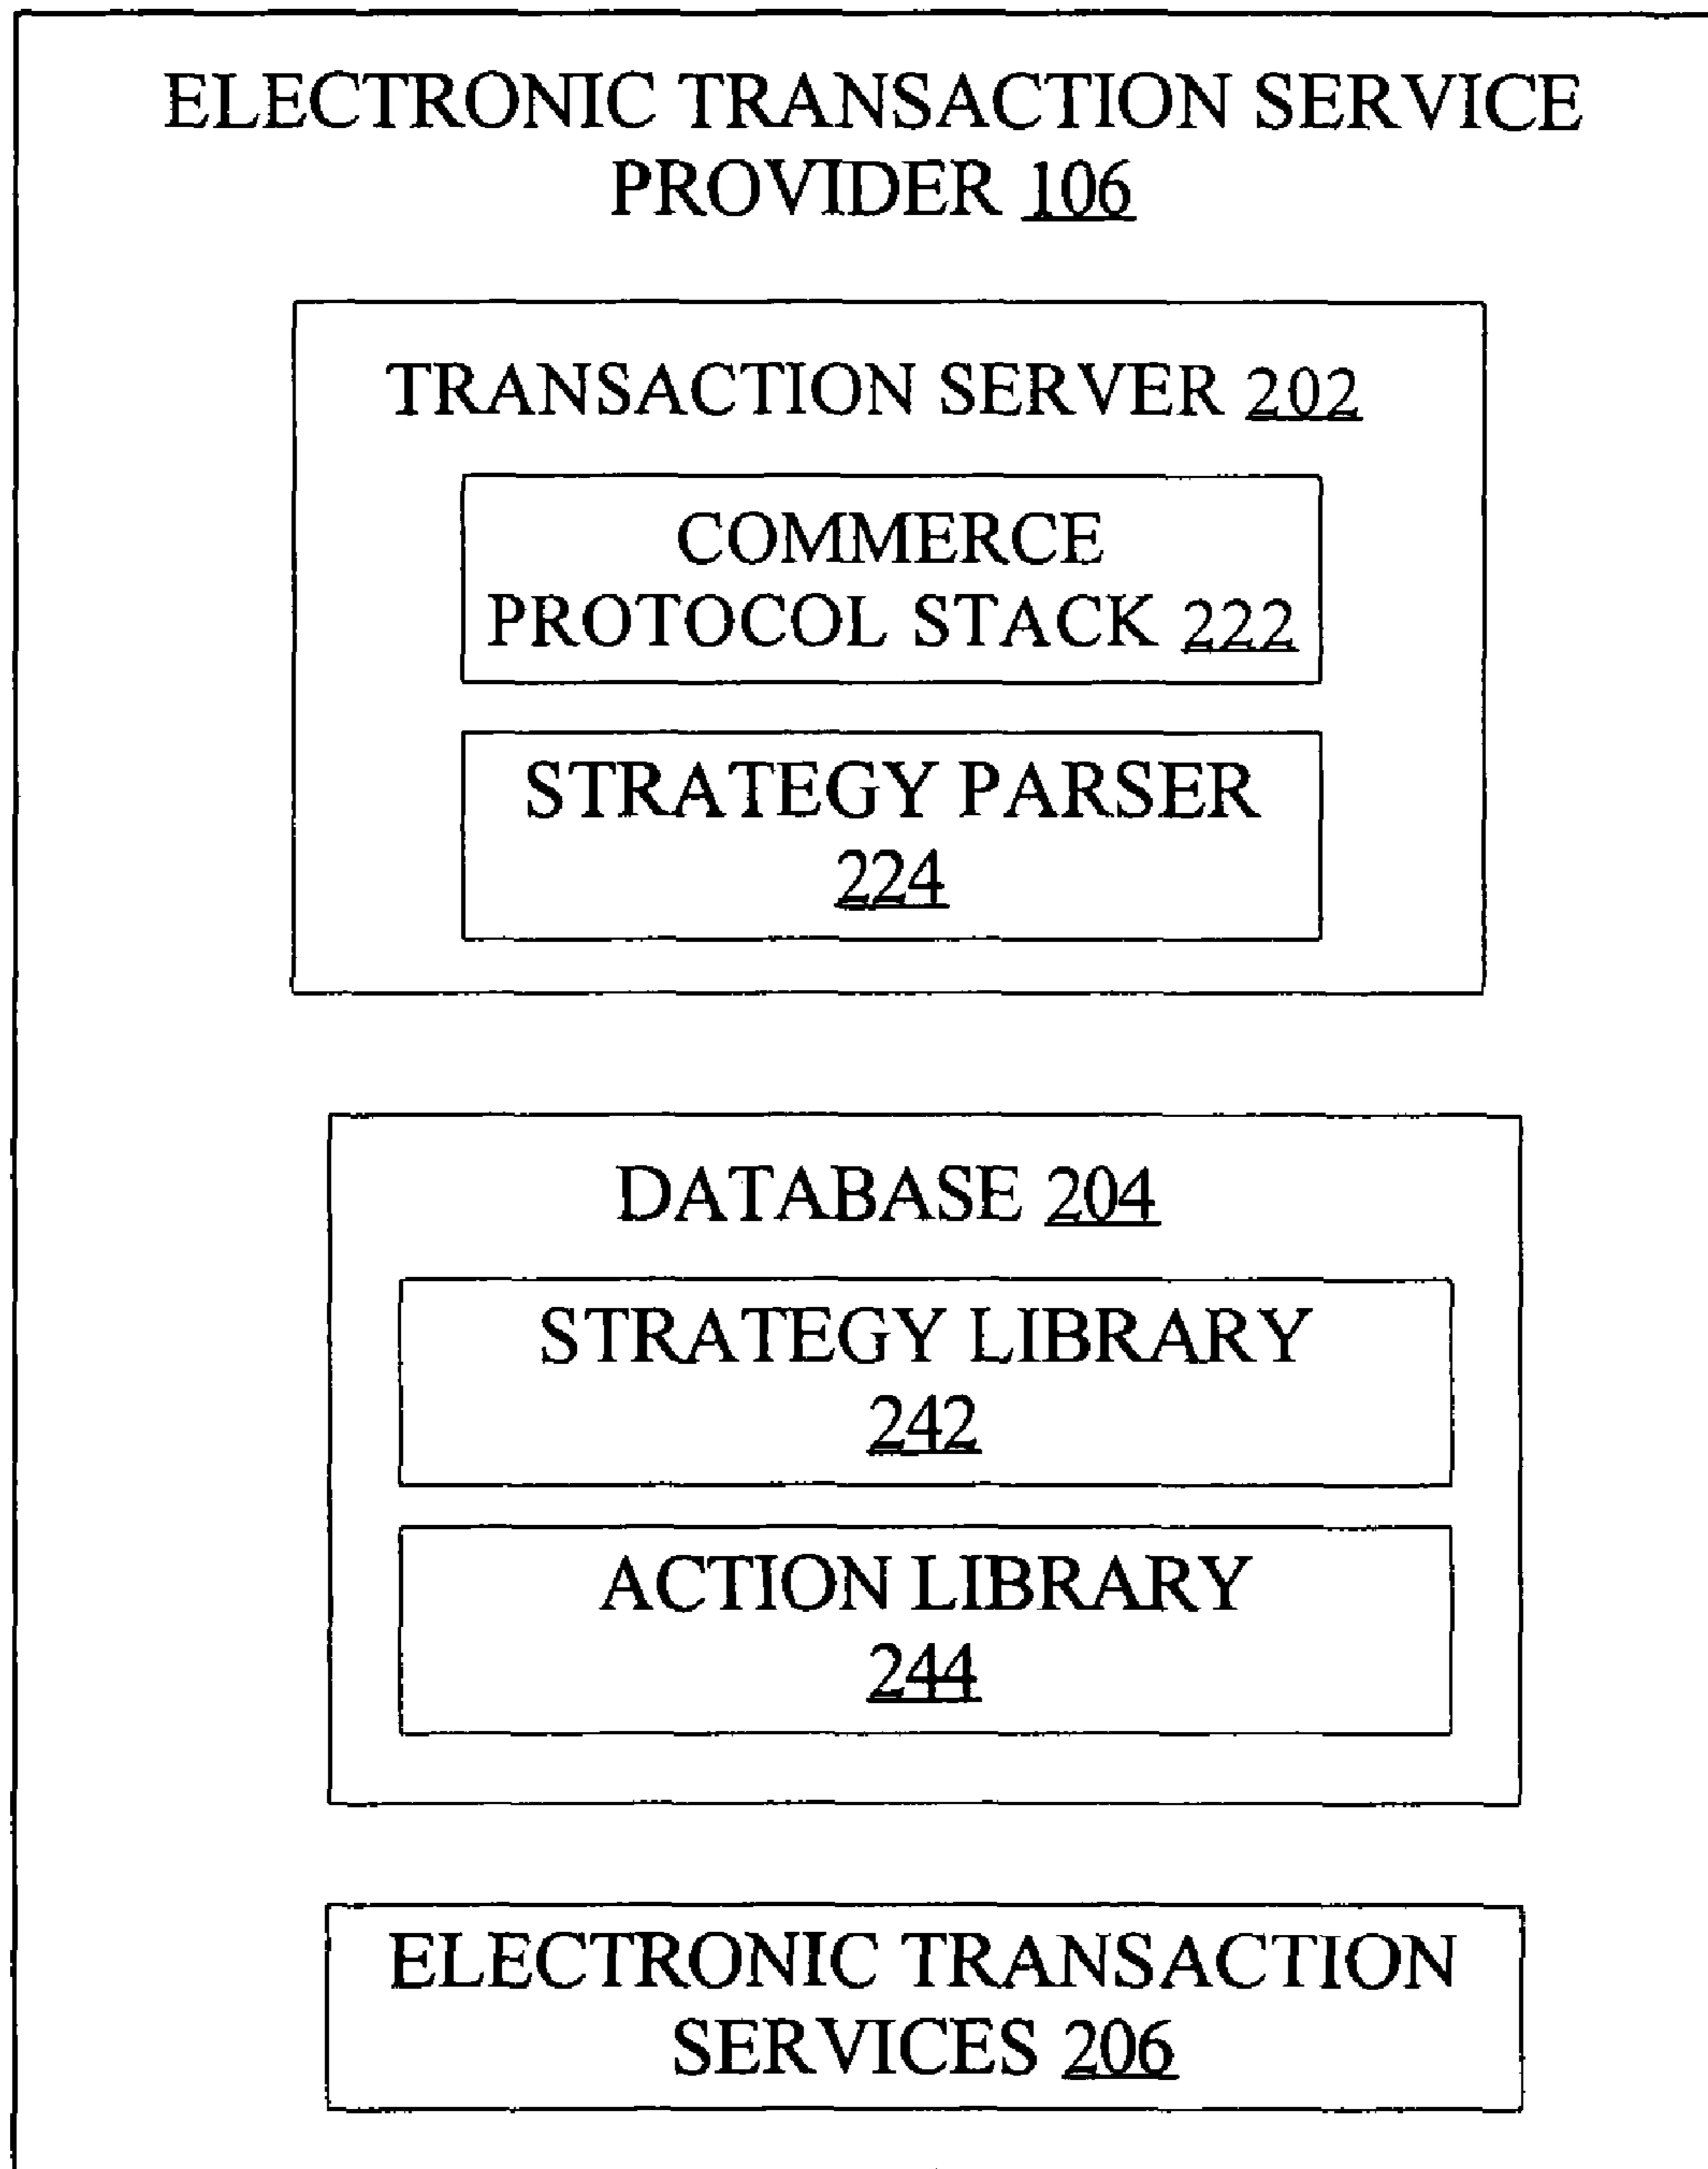 ELECTRONIC TRANSACTION SERVICE
PROVIDER 106
TRANSACTION SERVER 202
COMMERCE
PROTOCOL STACK 222
STRATEGY PARSER
224
DATABASE 204
STRATEGY LIBRARY
242
ACTION LIBRARY
244
ELECTRONIC TRANSACTION
SERVICES 206